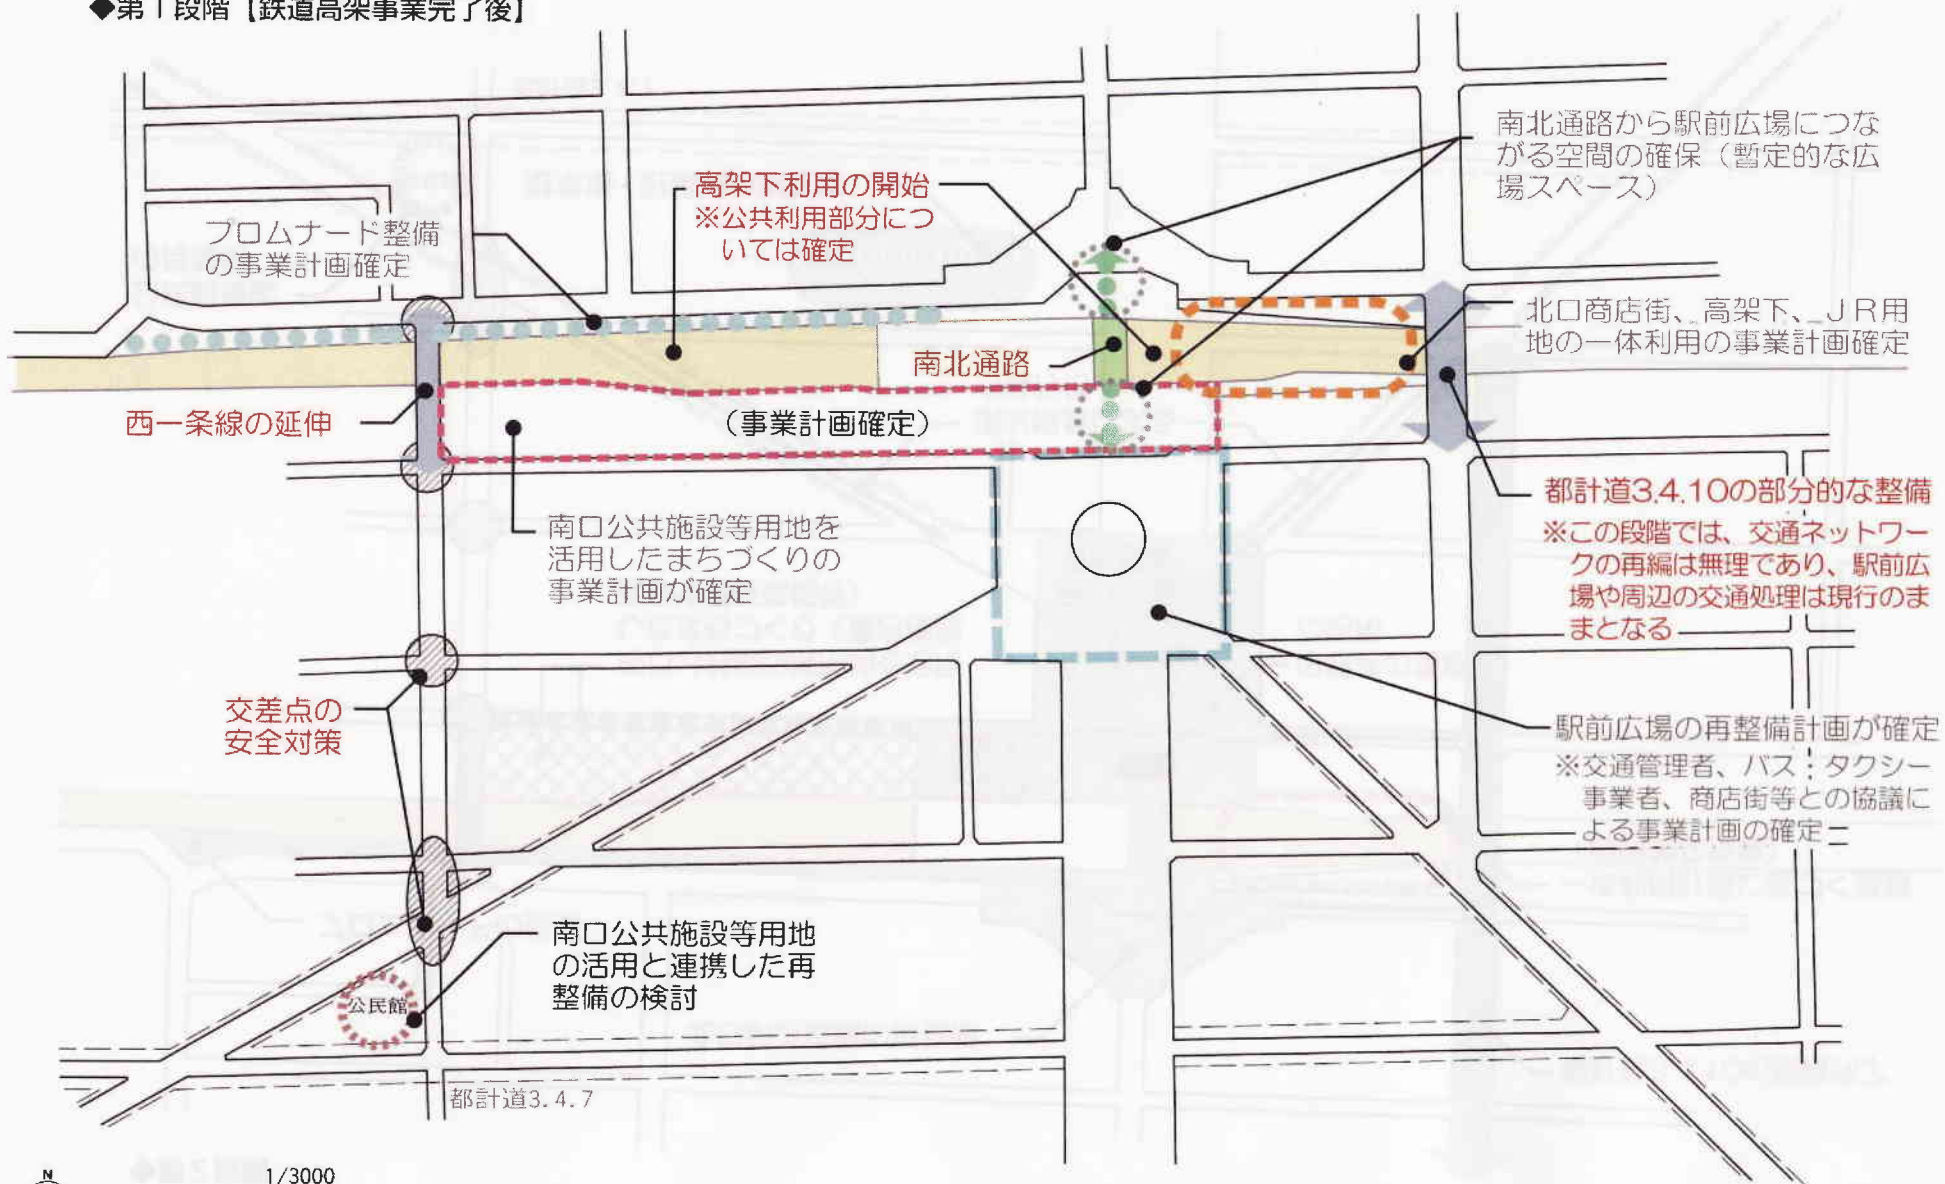 ◆第1段階【鉄道高架事業完了後】
南北通路から駅前広場につな
がる空間の確保（暫定的な広
場スペース）
高架下利用の開始
※公共利用部分につ
いては確定
プロムナード整備
の事業計画確定
北口商店街、高架下、JR用
地の一体利用の事業計画確定
南北通路
西一条線の延伸
（事業計画確定）
都計道3.4.10の部分的な整備
※この段階では、交通ネットワー
クの再編は無理であり、駅前広
場や周辺の交通処理は現行のま
まとなる
南口公共施設等用地を
活用したまちづくりの
事業計画が確定
交差点の
安全対策
駅前広場の再整備計画が確定
※交通管理者、バス・タクシー
事業者、商店街等との協議に
よる事業計画の確定
南口公共施設等用地
の活用と連携した再
整備の検討
公民館
都計道3.4.7
N
1/3000